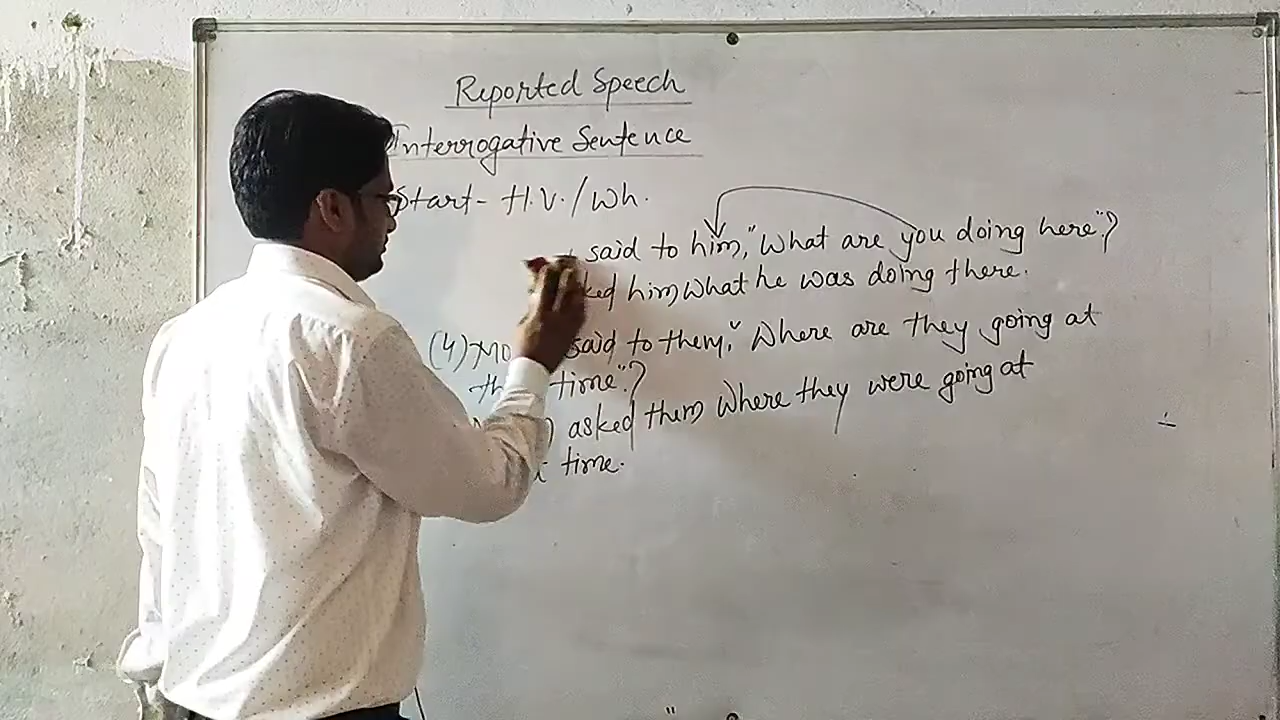 Reported Speech
Interrogative Sentence
Start - H.V. / Wh.
said to him, "What are you doing here"?
him what he was doing there.
(4) said to them, "Where are they going at
time"?
asked them where they were going at
time.